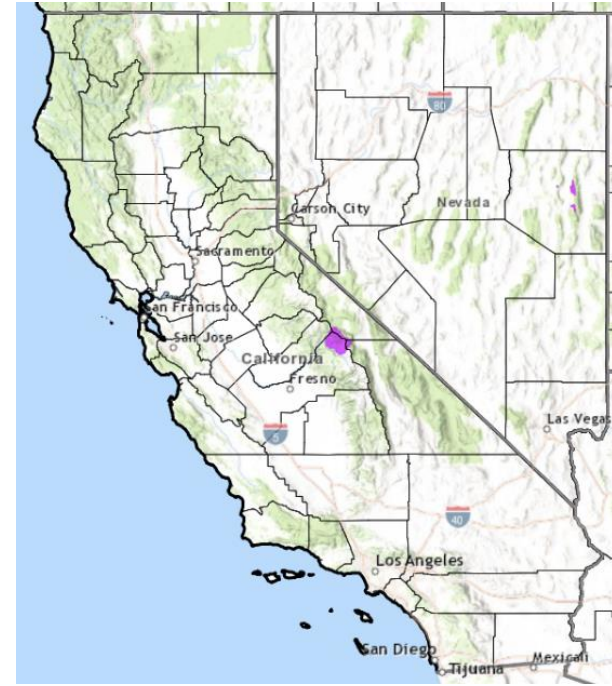 80
Nevada
Carson City
Sacramento
San Francisco
San Jose
California
Fresno
Las Vegas
5
40
Los Angeles
San Diego
Tijuana
Mexicali